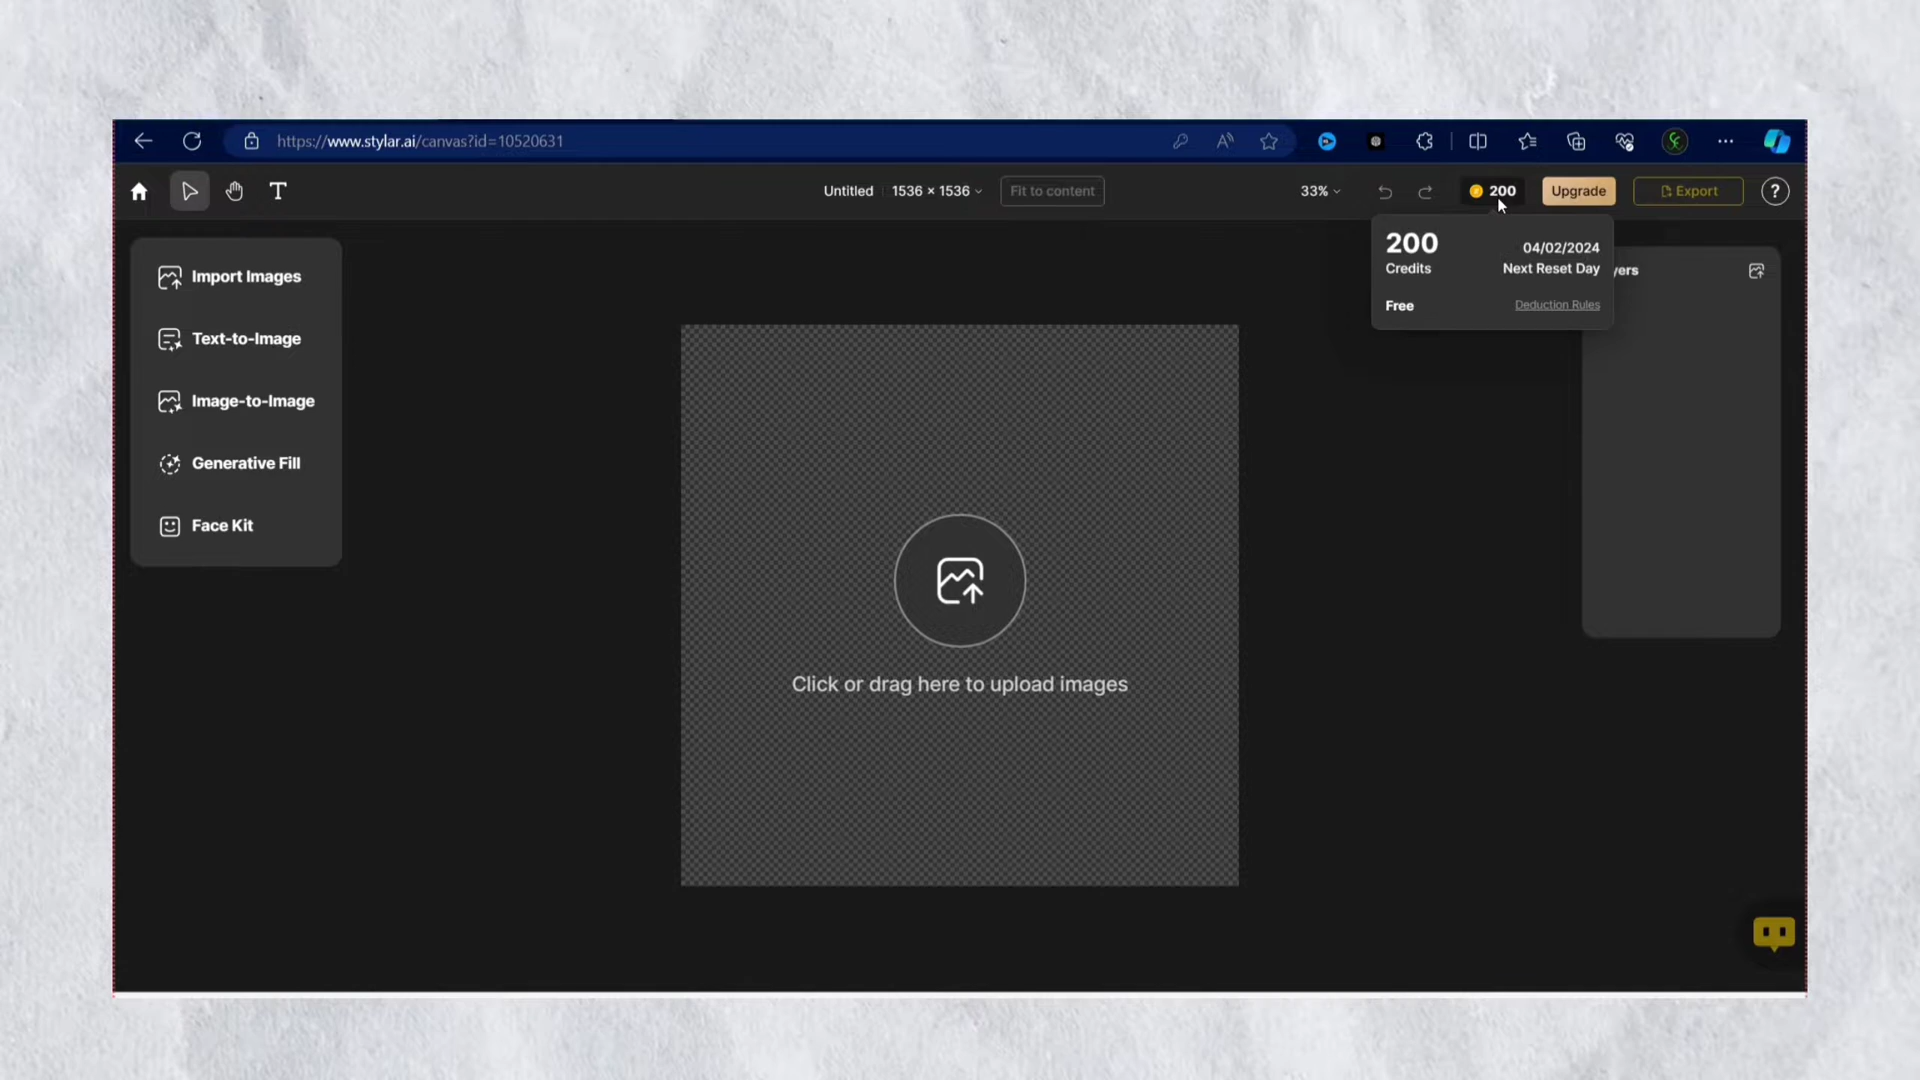 https://www.stylar.ai/canvas?id=10520631
T
Untitled
1536 × 1536
Fit to content
33%
200
Upgrade
Export
?
200
Credits
04/02/2024
Next Reset Day
Free
Deduction Rules
yers
Import Images
Text-to-Image
Image-to-Image
Generative Fill
Face Kit
Click or drag here to upload images